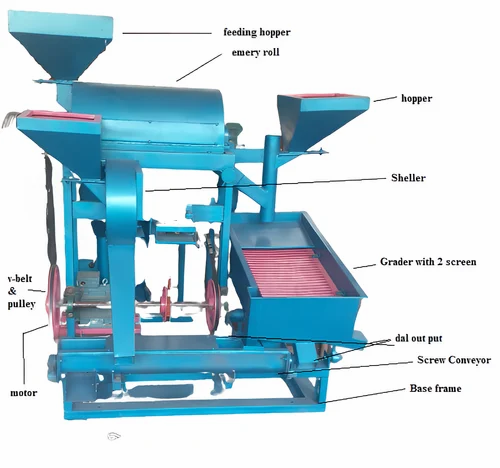 feeding hopper
emery roll
hopper
Sheller
Grader with 2 screen
v-belt
&
pulley
dal out put
Screw Conveyor
motor
Base frame